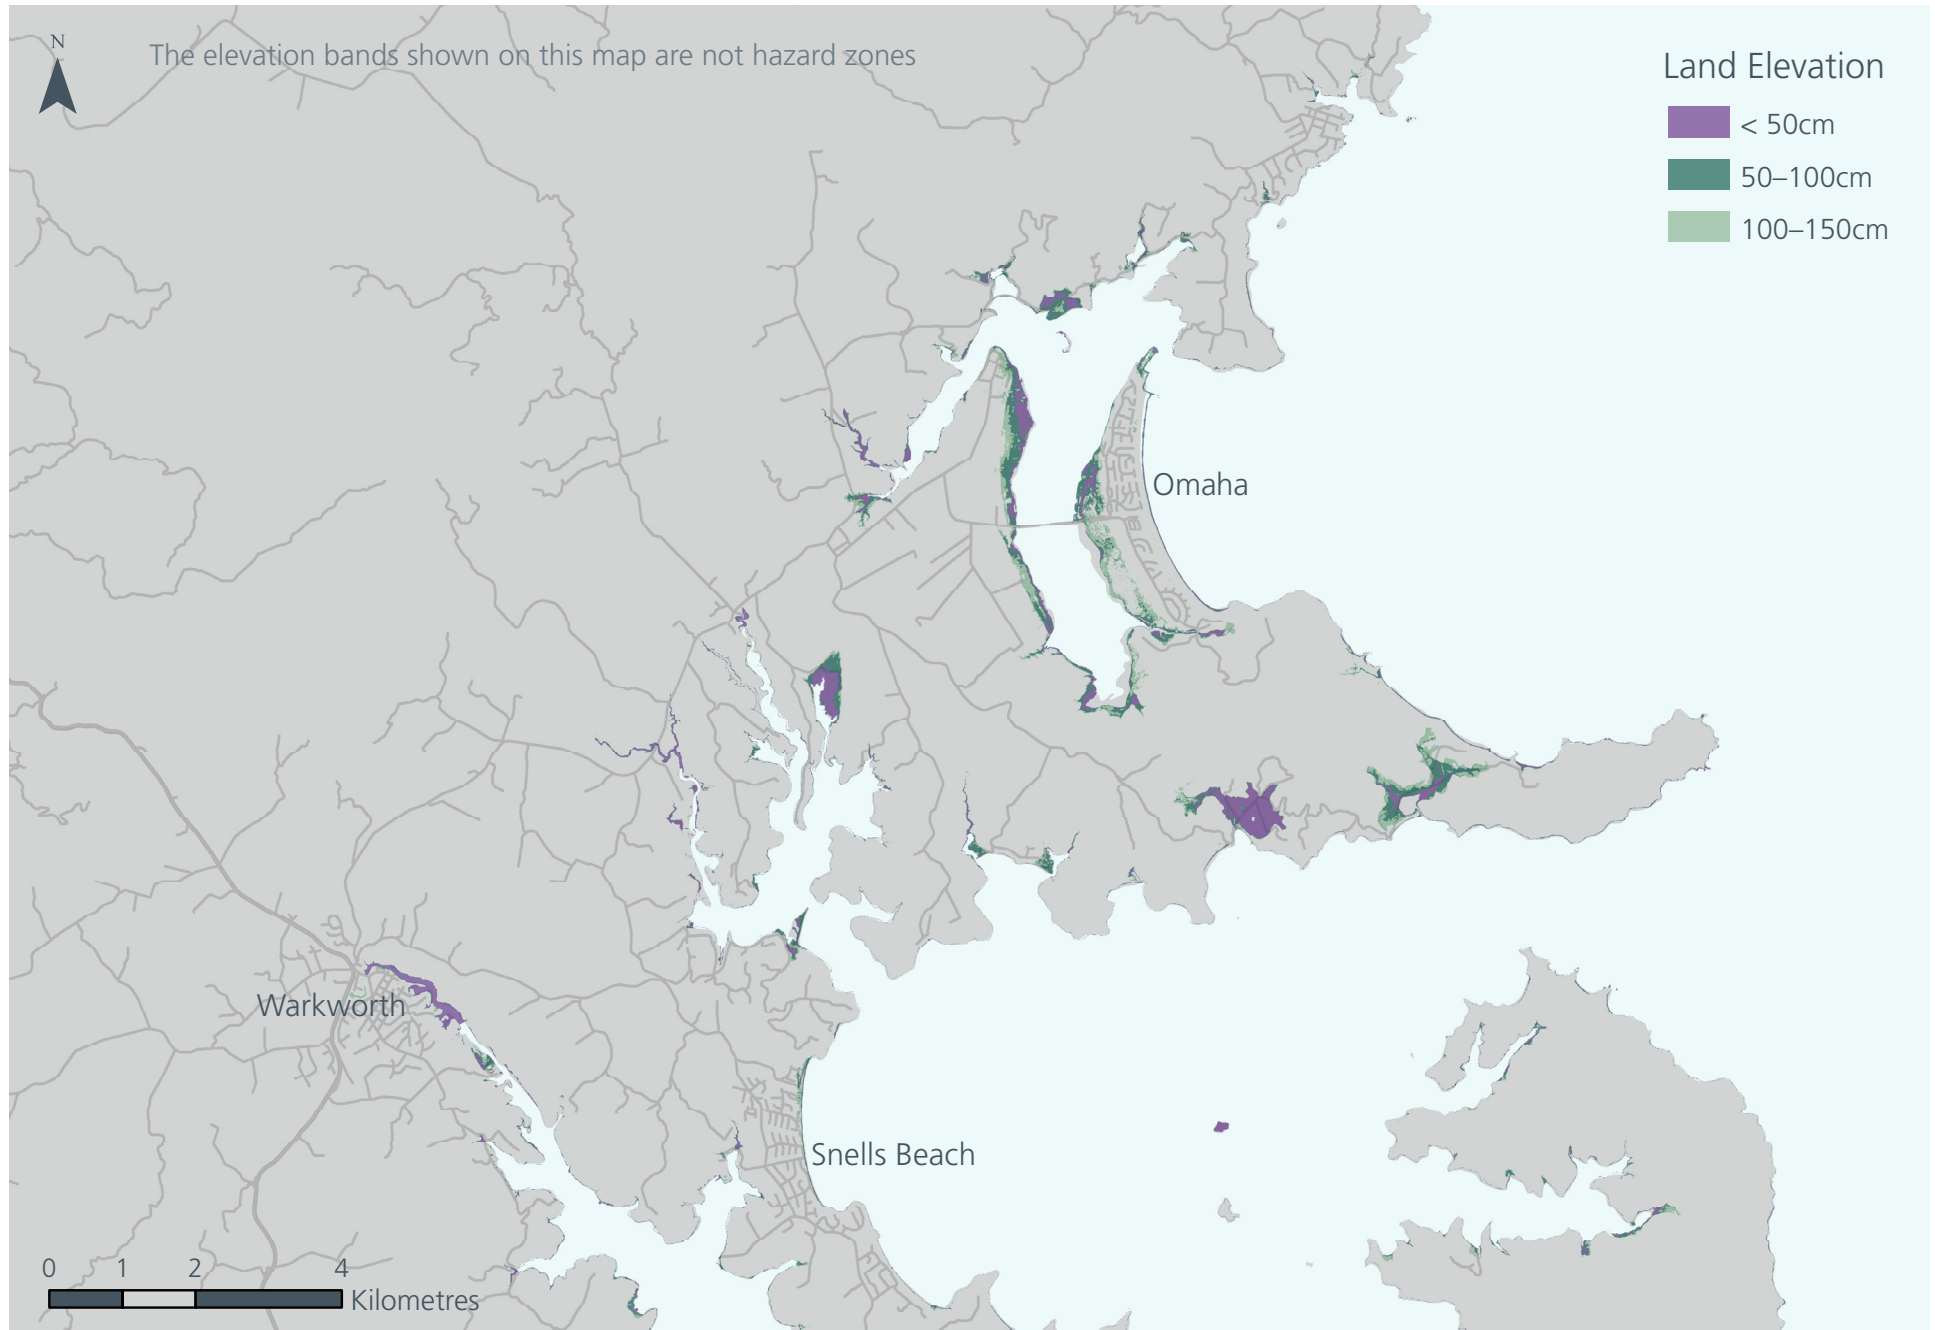 N
The elevation bands shown on this map are not hazard zones
Land Elevation
< 50cm
50–100cm
100–150cm
Omaha
Warkworth
Snells Beach
0 1 2 4
Kilometres